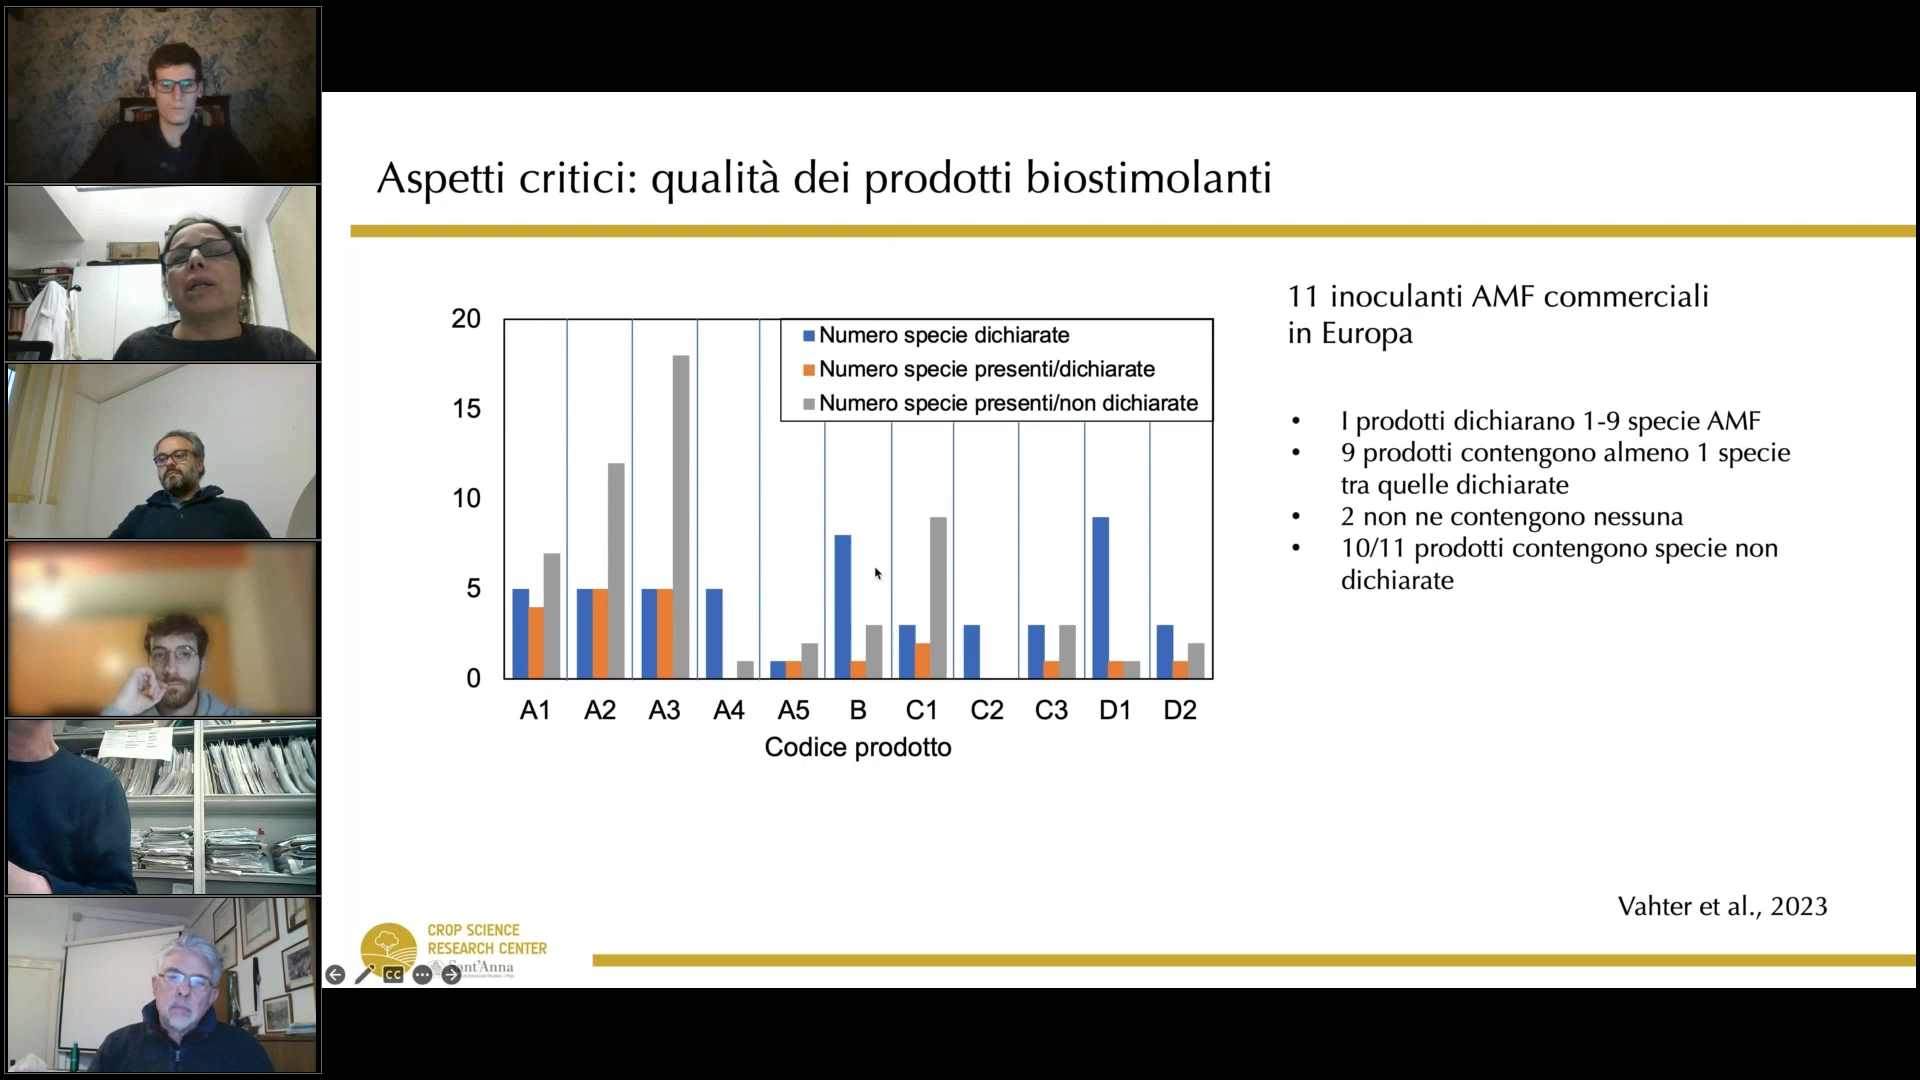 Aspetti critici: qualità dei prodotti biostimolanti
20
15
10
5
0
Numero specie dichiarate
Numero specie presenti/dichiarate
Numero specie presenti/non dichiarate
A1 A2 A3 A4 A5 B C1 C2 C3 D1 D2
Codice prodotto
11 inoculanti AMF commerciali
in Europa
• I prodotti dichiarano 1-9 specie AMF
• 9 prodotti contengono almeno 1 specie
tra quelle dichiarate
• 2 non ne contengono nessuna
• 10/11 prodotti contengono specie non
dichiarate
Vahter et al., 2023
CROP SCIENCE
RESEARCH CENTER
Sant'Anna
CC